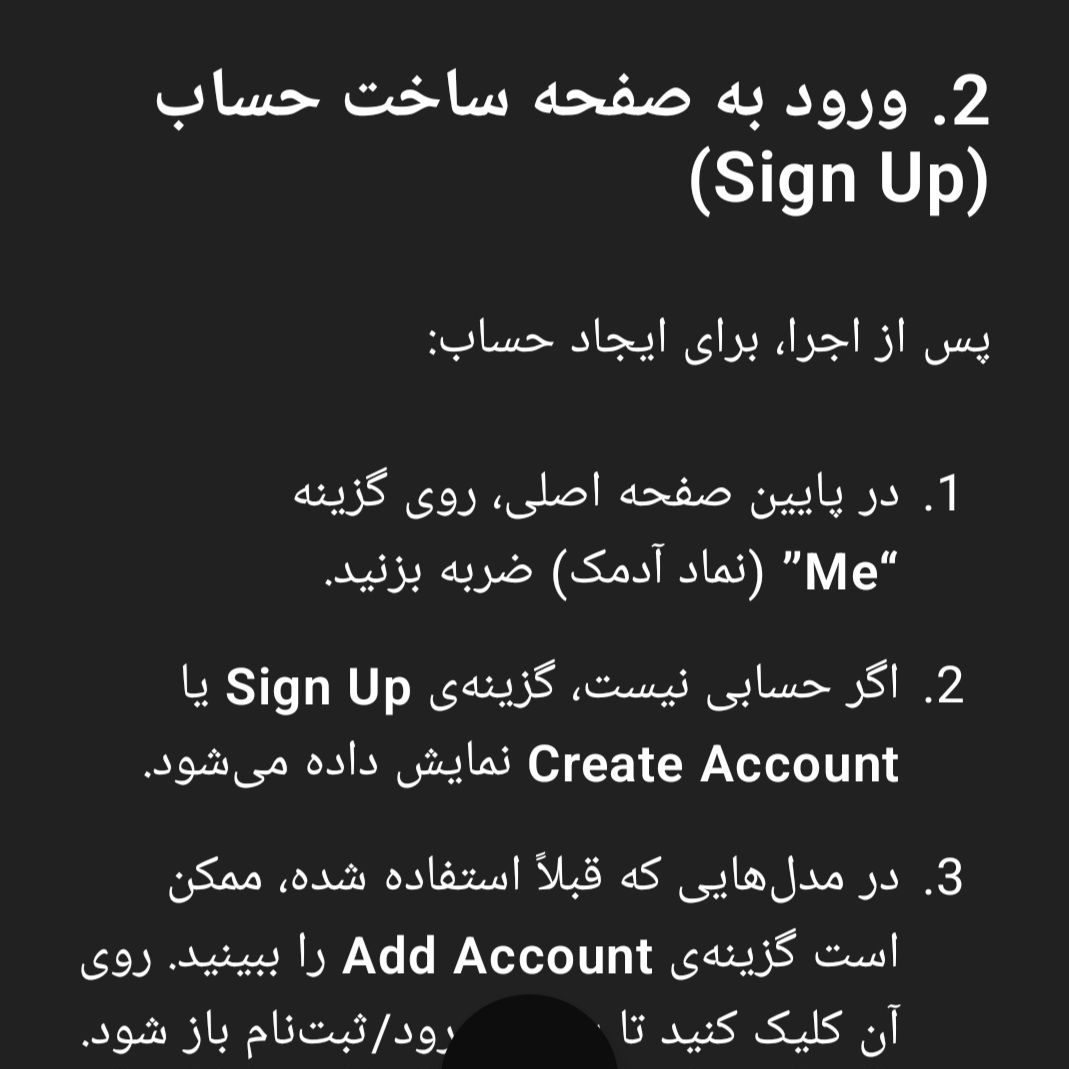 2. ورود به صفحه ساخت حساب
(Sign Up)
پس از اجرا، برای ایجاد حساب:
1. در پایین صفحه اصلی، روی گزینه
“Me” (نماد آدمک) ضربه بزنید.
2. اگر حسابی نیست، گزینه‌ی Sign Up یا
Create Account نمایش داده می‌شود.
3. در مدل‌هایی که قبلاً استفاده شده، ممکن
است گزینه‌ی Add Account را ببینید. روی
آن کلیک کنید تا /ثبت‌نام باز شود.